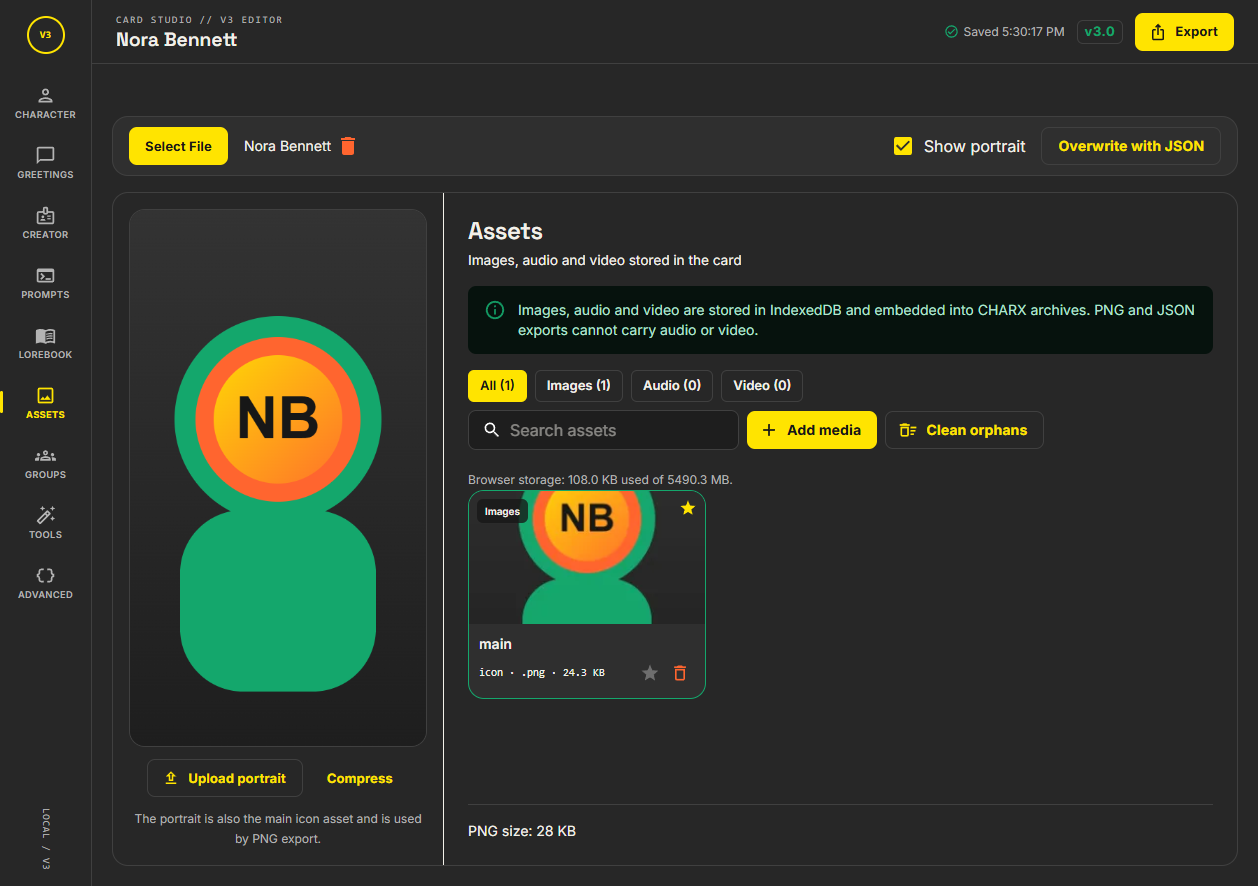 V3
CARD STUDIO // V3 EDITOR
Nora Bennett
Saved 5:30:17 PM
v3.0
Export
CHARACTER
GREETINGS
CREATOR
PROMPTS
LOREBOOK
ASSETS
GROUPS
TOOLS
ADVANCED
LOCAL / V3
Select File
Nora Bennett
Show portrait
Overwrite with JSON
NB
Upload portrait
Compress
The portrait is also the main icon asset and is used
by PNG export.
Assets
Images, audio and video stored in the card
Images, audio and video are stored in IndexedDB and embedded into CHARX archives. PNG and JSON
exports cannot carry audio or video.
All (1)
Images (1)
Audio (0)
Video (0)
Search assets
Add media
Clean orphans
Browser storage: 108.0 KB used of 5490.3 MB.
Images
NB
main
icon · .png · 24.3 KB
PNG size: 28 KB